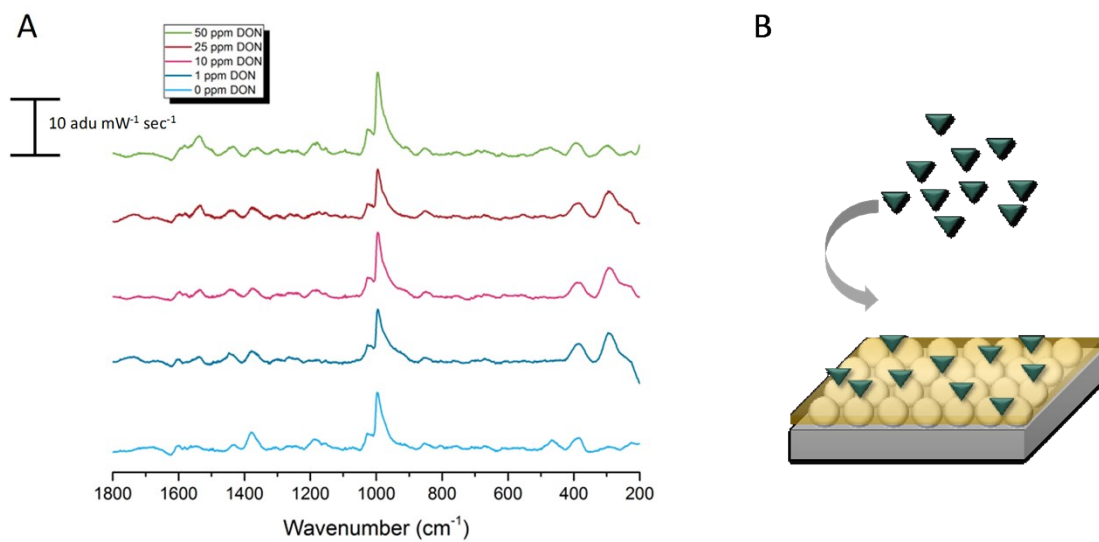 A
B
50 ppm DON
25 ppm DON
10 ppm DON
1 ppm DON
0 ppm DON
10 adu mW⁻¹ sec⁻¹
1800 1600 1400 1200 1000 800 600 400 200
Wavenumber (cm⁻¹)